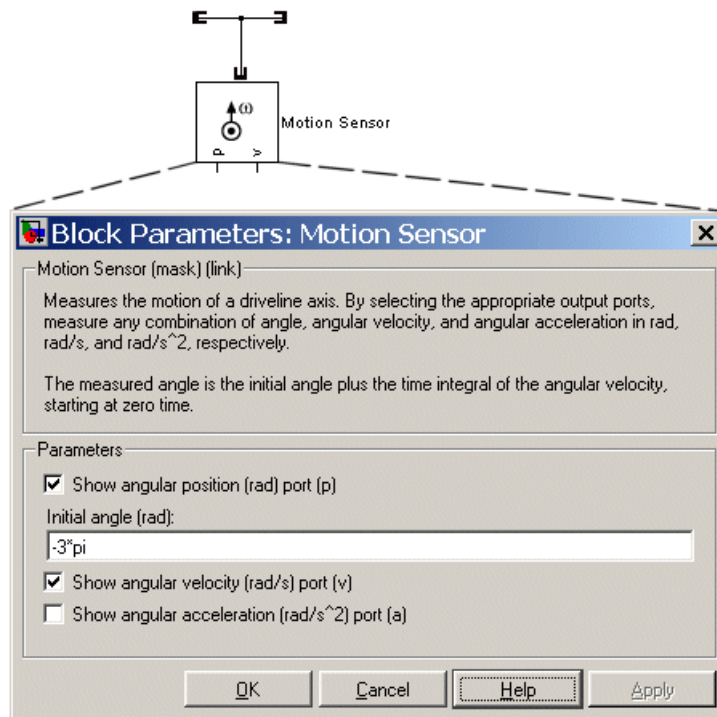 ω
p v
Motion Sensor
Block Parameters: Motion Sensor
Motion Sensor (mask) (link)
Measures the motion of a driveline axis. By selecting the appropriate output ports,
measure any combination of angle, angular velocity, and angular acceleration in rad,
rad/s, and rad/s^2, respectively.
The measured angle is the initial angle plus the time integral of the angular velocity,
starting at zero time.
Parameters
Show angular position (rad) port (p)
Initial angle (rad):
-3*pi
Show angular velocity (rad/s) port (v)
Show angular acceleration (rad/s^2) port (a)
OK Cancel Help Apply